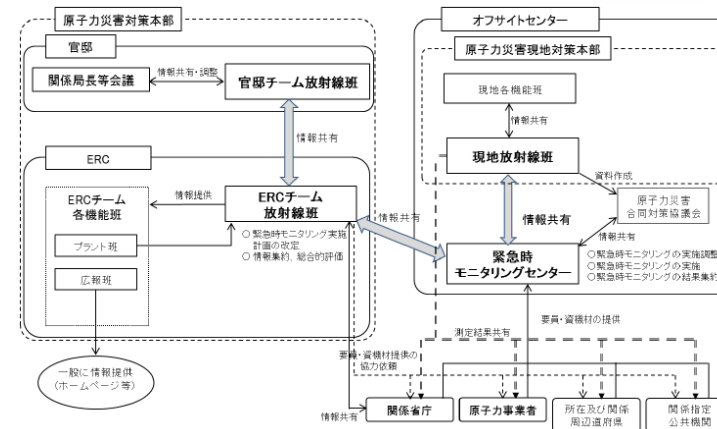 原子力災害対策本部
官邸
関係局長等会議
情報共有・調整
官邸チーム放射線班
情報共有
ERC
ERCチーム
各機能班
プラント班
広報班
情報提供
ERCチーム
放射線班
○緊急時モニタリング実施
計画の改定
○情報集約、総合的評価
一般に情報提供
(ホームページ等)
情報共有
オフサイトセンター
原子力災害現地対策本部
現地各機能班
情報共有
現地放射線班
資料作成
原子力災害
合同対策協議会
情報共有
情報共有
緊急時
モニタリングセンター
○緊急時モニタリングの実施調整
○緊急時モニタリングの実施
○緊急時モニタリングの結果集約
要員・資機材の提供
測定結果共有
要員・資機材提供の
協力依頼
情報共有
関係省庁
原子力事業者
所在及び関係
周辺道府県
関係指定
公共機関